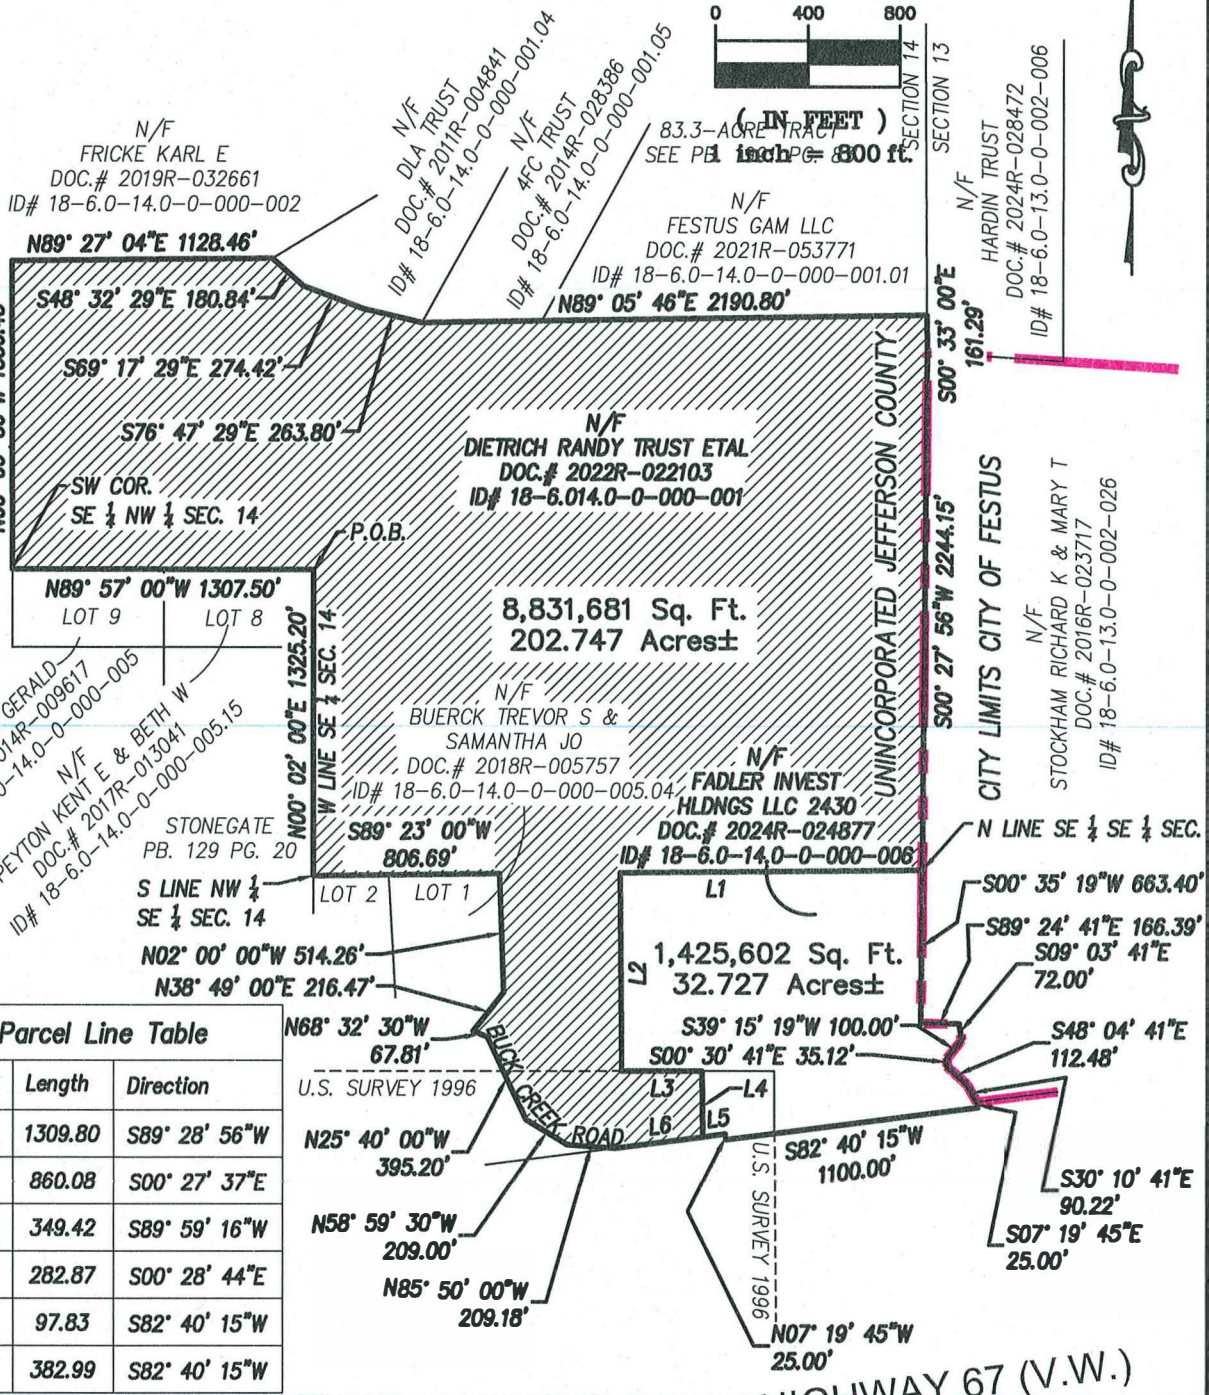 0 400 800
( IN FEET )
1 inch = 800 ft.
SECTION 14
SECTION 13
N/F
FRICKE KARL E
DOC.# 2019R-032661
ID# 18-6.0-14.0-0-000-002
N/F
DLA TRUST
DOC.# 2011R-004841
ID# 18-6.0-14.0-0-000-001.04
N/F
4FC TRUST
DOC.# 2014R-028386
ID# 18-6.0-14.0-0-000-001.05
83.3-ACRE TRACT
SEE PB. PG.
N/F
FESTUS GAM LLC
DOC.# 2021R-053771
ID# 18-6.0-14.0-0-000-001.01
N/F
HARDIN TRUST
DOC.# 2024R-028472
ID# 18-6.0-13.0-0-002-006
N89° 27' 04"E 1128.46'
S48° 32' 29"E 180.84'
S69° 17' 29"E 274.42'
S76° 47' 29"E 263.80'
N89° 05' 46"E 2190.80'
S00° 33' 00"E
161.29'
N/F
DIETRICH RANDY TRUST ETAL
DOC.# 2022R-022103
ID# 18-6.014.0-0-000-001
UNINCORPORATED JEFFERSON COUNTY
S00° 27' 56"W 2244.15'
CITY LIMITS CITY OF FESTUS
N/F
STOCKHAM RICHARD K & MARY T
DOC.# 2016R-023717
ID# 18-6.0-13.0-0-002-026
SW COR.
SE ¼ NW ¼ SEC. 14
P.O.B.
N89° 57' 00"W 1307.50'
LOT 9
LOT 8
8,831,681 Sq. Ft.
202.747 Acres±
N00° 02' 00"E 1325.20'
W LINE SE ¼ SEC. 14
GERALD
014R-009617
0-14.0-0-000-005
N/F
PEYTON KENT E & BETH W
DOC.# 2017R-013041
ID# 18-6.0-14.0-0-000-005.15
N/F
BUERCK TREVOR S &
SAMANTHA JO
DOC.# 2018R-005757
ID# 18-6.0-14.0-0-000-005.04
N/F
FADLER INVEST
HLDNGS LLC 2430
DOC.# 2024R-024877
ID# 18-6.0-14.0-0-000-006
STONEGATE
PB. 129 PG. 20
S89° 23' 00"W
806.69'
N LINE SE ¼ SE ¼ SEC.
S LINE NW ¼
SE ¼ SEC. 14
LOT 2
LOT 1
L1
S00° 35' 19"W 663.40'
S89° 24' 41"E 166.39'
S09° 03' 41"E
72.00'
N02° 00' 00"W 514.26'
N38° 49' 00"E 216.47'
L2
1,425,602 Sq. Ft.
32.727 Acres±
N68° 32' 30"W
67.81'
S39° 15' 19"W 100.00'
S48° 04' 41"E
112.48'
S00° 30' 41"E 35.12'
U.S. SURVEY 1996
BUCK CREEK ROAD
L3
L4
L5
L6
N25° 40' 00"W
395.20'
S82° 40' 15"W
1100.00'
U.S. SURVEY 1996
S30° 10' 41"E
90.22'
N58° 59' 30"W
209.00'
S07° 19' 45"E
25.00'
N85° 50' 00"W
209.18'
N07° 19' 45"W
25.00'
HIGHWAY 67 (V.W.)
Parcel Line Table
Length Direction
1309.80 S89° 28' 56"W
860.08 S00° 27' 37"E
349.42 S89° 59' 16"W
282.87 S00° 28' 44"E
97.83 S82° 40' 15"W
382.99 S82° 40' 15"W